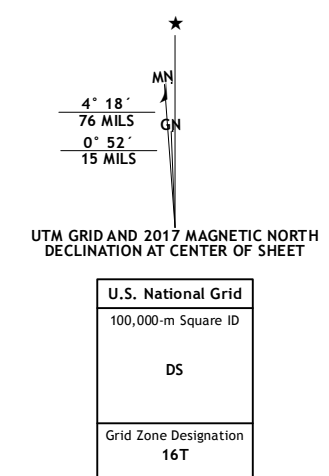 MN
4° 18´
76 MILS
GN
0° 52´
15 MILS
UTM GRID AND 2017 MAGNETIC NORTH
DECLINATION AT CENTER OF SHEET
U.S. National Grid
100,000-m Square ID
DS
Grid Zone Designation
16T